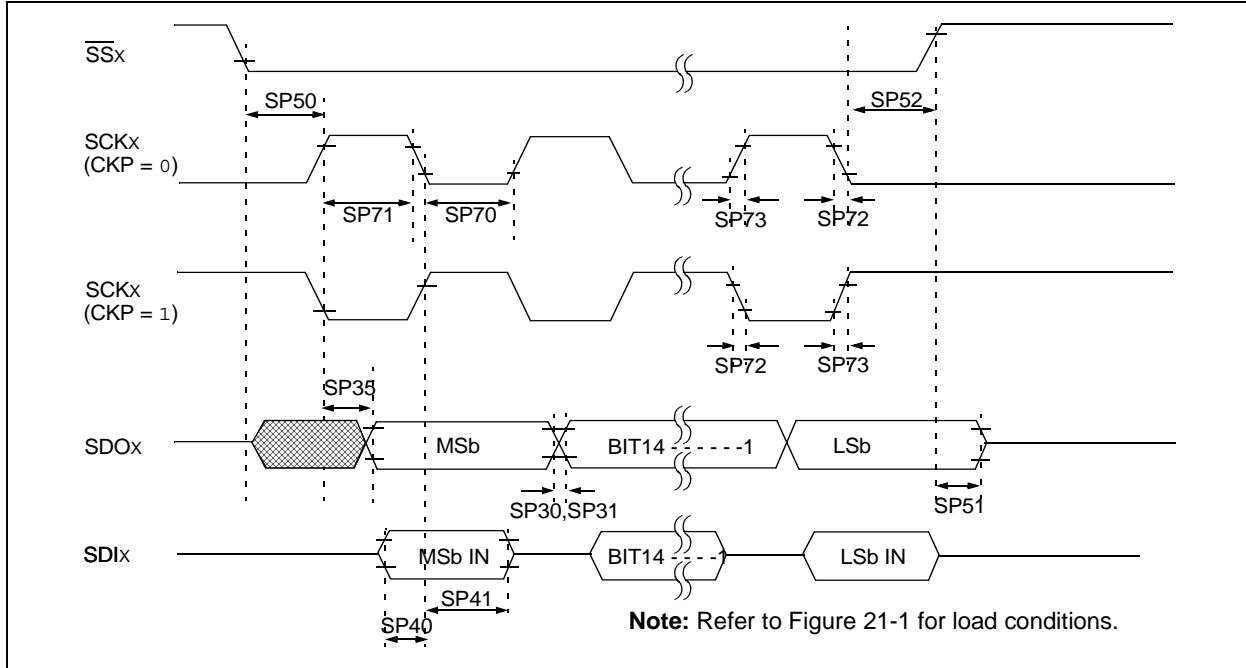 SSX
SP50
SP52
SCKX
(CKP = 0)
SP71
SP70
SP73
SP72
SCKX
(CKP = 1)
SP72
SP73
SP35
SDOX
MSb
BIT14 - - - - - -1
LSb
SP30,SP31
SP51
SDIX
MSb IN
BIT14 - - - - -1
LSb IN
SP41
SP40
Note: Refer to Figure 21-1 for load conditions.